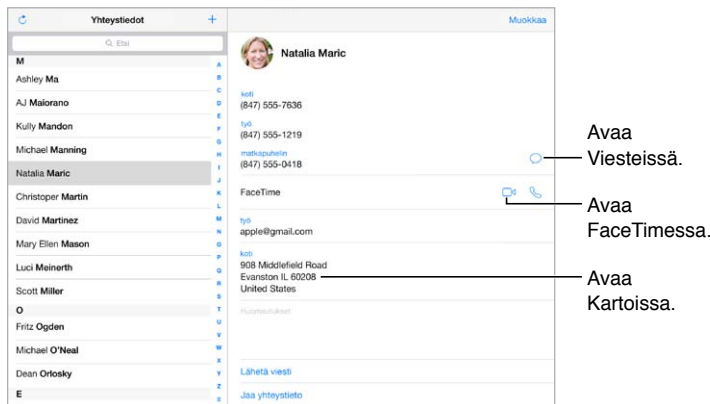 Yhteystiedot
+
Muokkaa
Etsi
M
Ashley Ma
AJ Maiorano
Kully Mandon
Michael Manning
Natalia Maric
Christoper Martin
David Martinez
Mary Ellen Mason
Luci Meinerth
Scott Miller
O
Fritz Ogden
Michael O'Neal
Dean Orlosky
E
A
B
C
D
E
F
G
H
I
J
K
L
M
N
O
P
Q
R
S
T
U
V
W
X
Y
Z
Natalia Maric
koti
(847) 555-7636
työ
(847) 555-1219
matkapuhelin
(847) 555-0418
FaceTime
työ
apple@gmail.com
koti
908 Middlefield Road
Evanston IL 60208
United States
Huomautukset
Lähetä viesti
Jaa yhteystieto
Avaa
Viesteissä.
Avaa
FaceTimessa.
Avaa
Kartoissa.